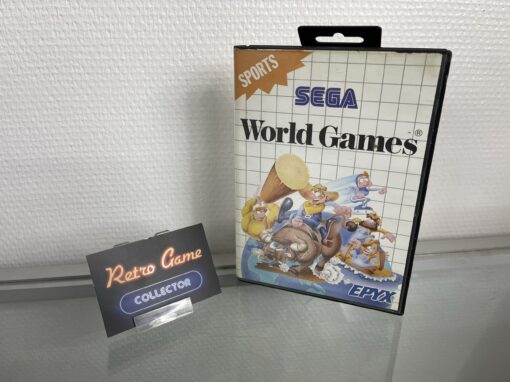 SPORTS
SEGA
World Games®
EPYX
Retro Game
COLLECTOR